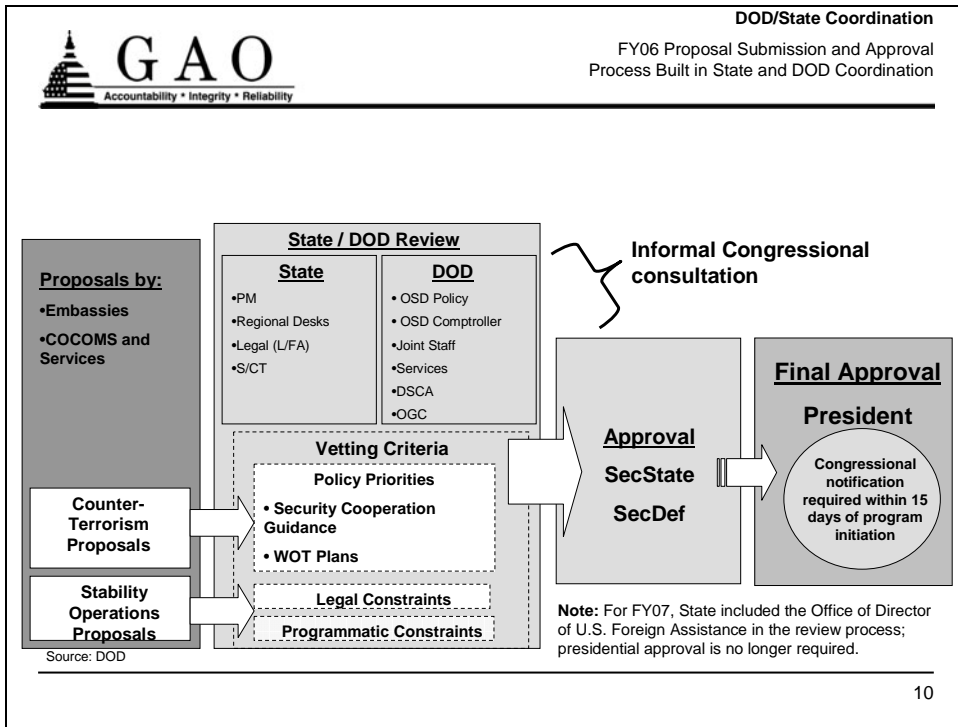 DOD/State Coordination
GAO
Accountability * Integrity * Reliability
FY06 Proposal Submission and Approval
Process Built in State and DOD Coordination
Proposals by:
•Embassies
•COCOMS and
Services
Counter-
Terrorism
Proposals
Stability
Operations
Proposals
Source: DOD
State / DOD Review
State
•PM
•Regional Desks
•Legal (L/FA)
•S/CT
DOD
• OSD Policy
• OSD Comptroller
•Joint Staff
•Services
•DSCA
•OGC
Vetting Criteria
Policy Priorities
• Security Cooperation
Guidance
• WOT Plans
Legal Constraints
Programmatic Constraints
Informal Congressional
consultation
Approval
SecState
SecDef
Final Approval
President
Congressional
notification
required within 15
days of program
initiation
Note: For FY07, State included the Office of Director
of U.S. Foreign Assistance in the review process;
presidential approval is no longer required.
10